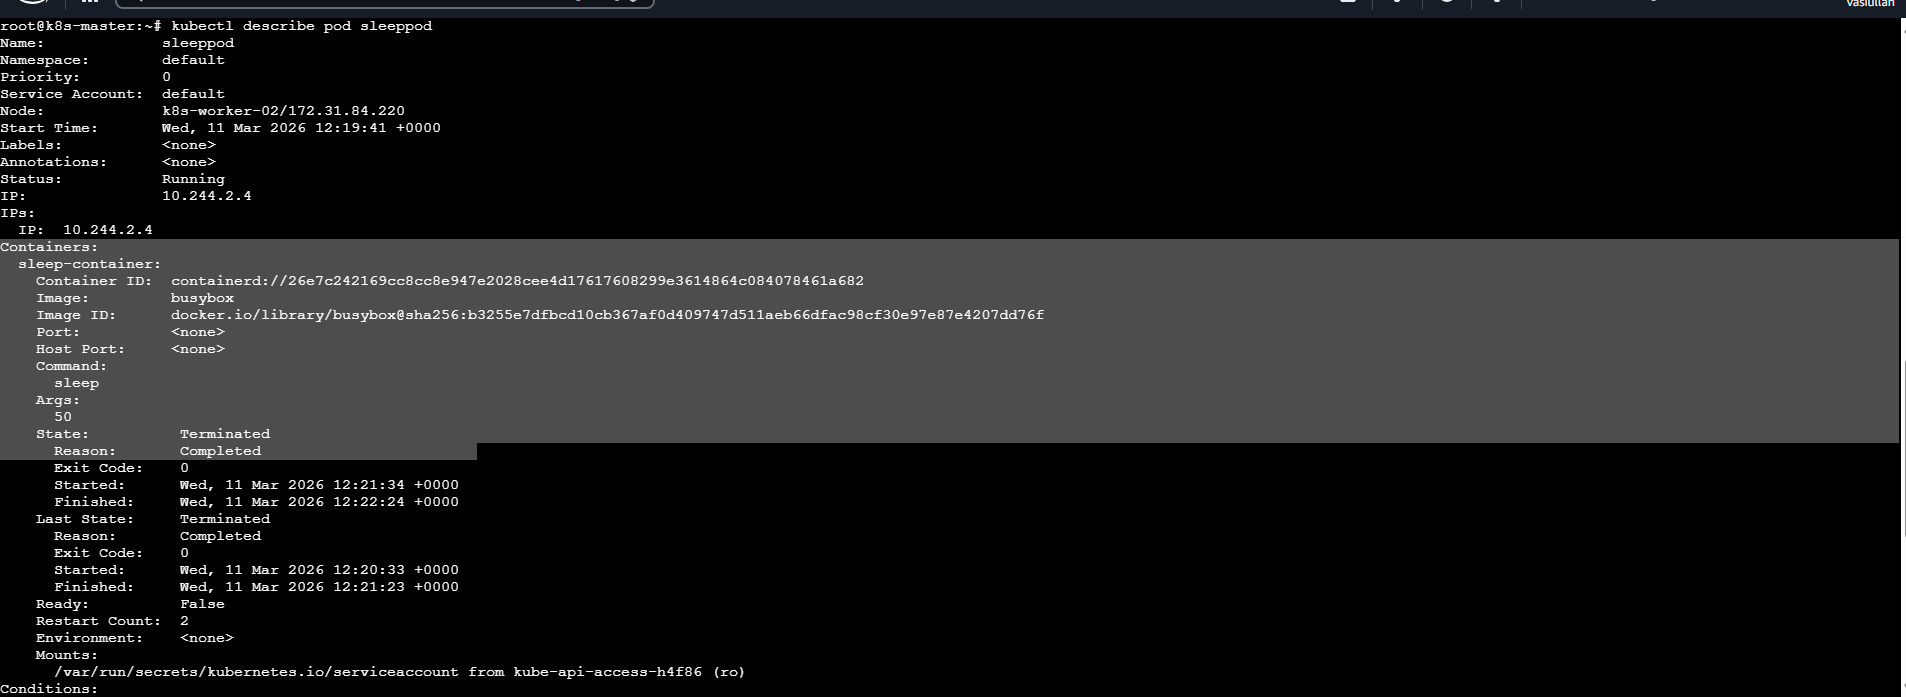 Vasiullah
root@k8s-master:~# kubectl describe pod sleeppod
Name:             sleeppod
Namespace:        default
Priority:         0
Service Account:  default
Node:             k8s-worker-02/172.31.84.220
Start Time:       Wed, 11 Mar 2026 12:19:41 +0000
Labels:           <none>
Annotations:      <none>
Status:           Running
IP:               10.244.2.4
IPs:
  IP:  10.244.2.4
Containers:
  sleep-container:
    Container ID:  containerd://26e7c242169cc8cc8e947e2028cee4d17617608299e3614864c084078461a682
    Image:         busybox
    Image ID:      docker.io/library/busybox@sha256:b3255e7dfbcd10cb367af0d409747d511aeb66dfac98cf30e97e87e4207dd76f
    Port:          <none>
    Host Port:     <none>
    Command:
      sleep
    Args:
      50
    State:          Terminated
      Reason:       Completed
      Exit Code:    0
      Started:      Wed, 11 Mar 2026 12:21:34 +0000
      Finished:     Wed, 11 Mar 2026 12:22:24 +0000
    Last State:     Terminated
      Reason:       Completed
      Exit Code:    0
      Started:      Wed, 11 Mar 2026 12:20:33 +0000
      Finished:     Wed, 11 Mar 2026 12:21:23 +0000
    Ready:          False
    Restart Count:  2
    Environment:    <none>
    Mounts:
      /var/run/secrets/kubernetes.io/serviceaccount from kube-api-access-h4f86 (ro)
Conditions: